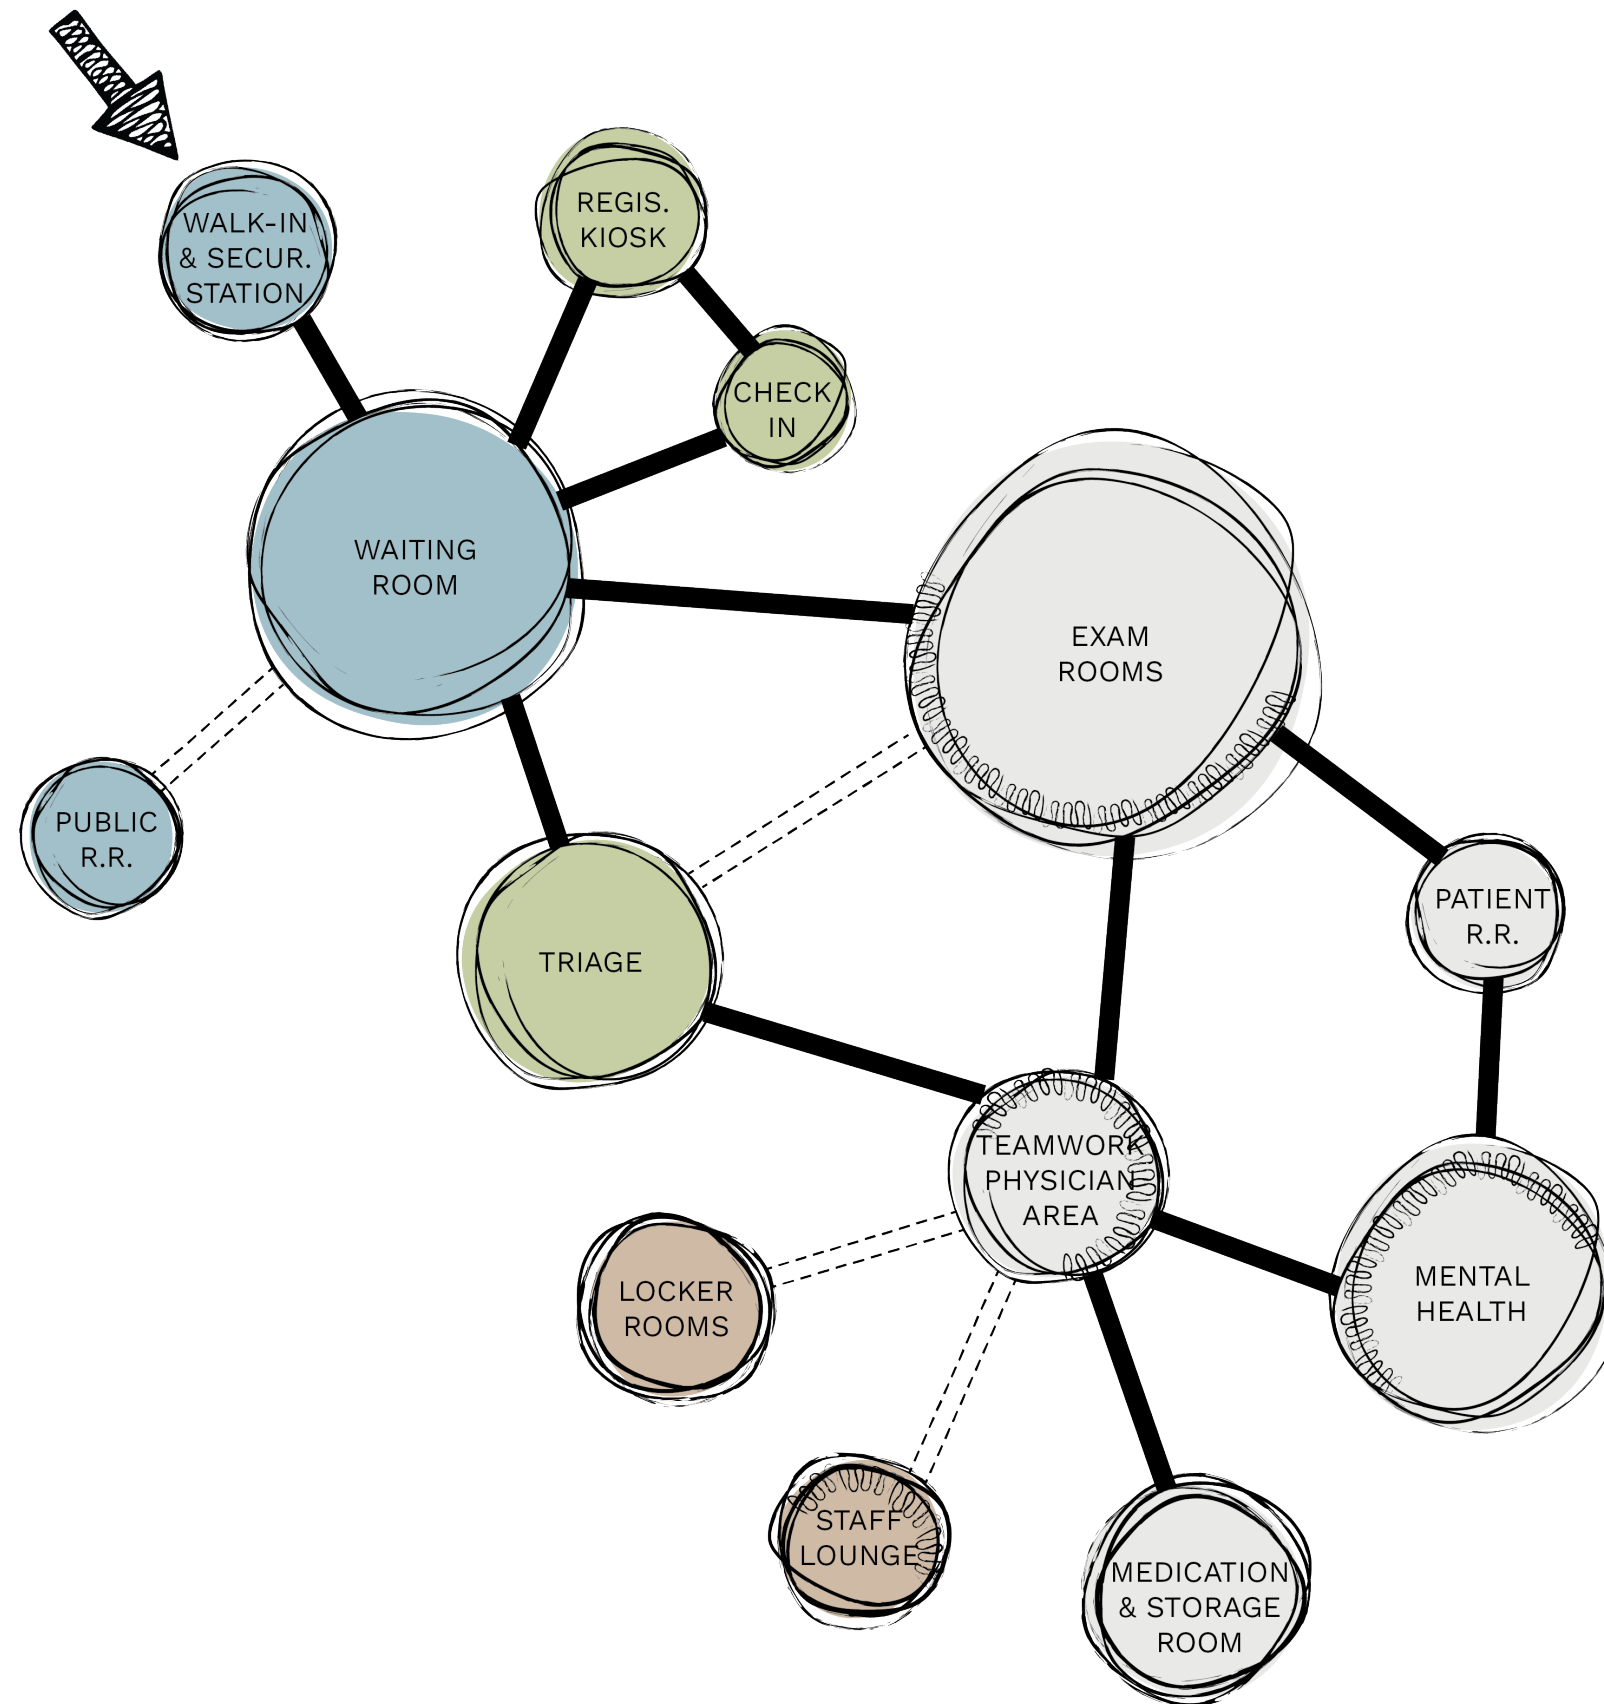 WALK-IN
& SECUR.
STATION
REGIS.
KIOSK
CHECK
IN
WAITING
ROOM
EXAM
ROOMS
PUBLIC
R.R.
TRIAGE
PATIENT
R.R.
TEAMWORK
PHYSICIAN
AREA
LOCKER
ROOMS
MENTAL
HEALTH
STAFF
LOUNGE
MEDICATION
& STORAGE
ROOM